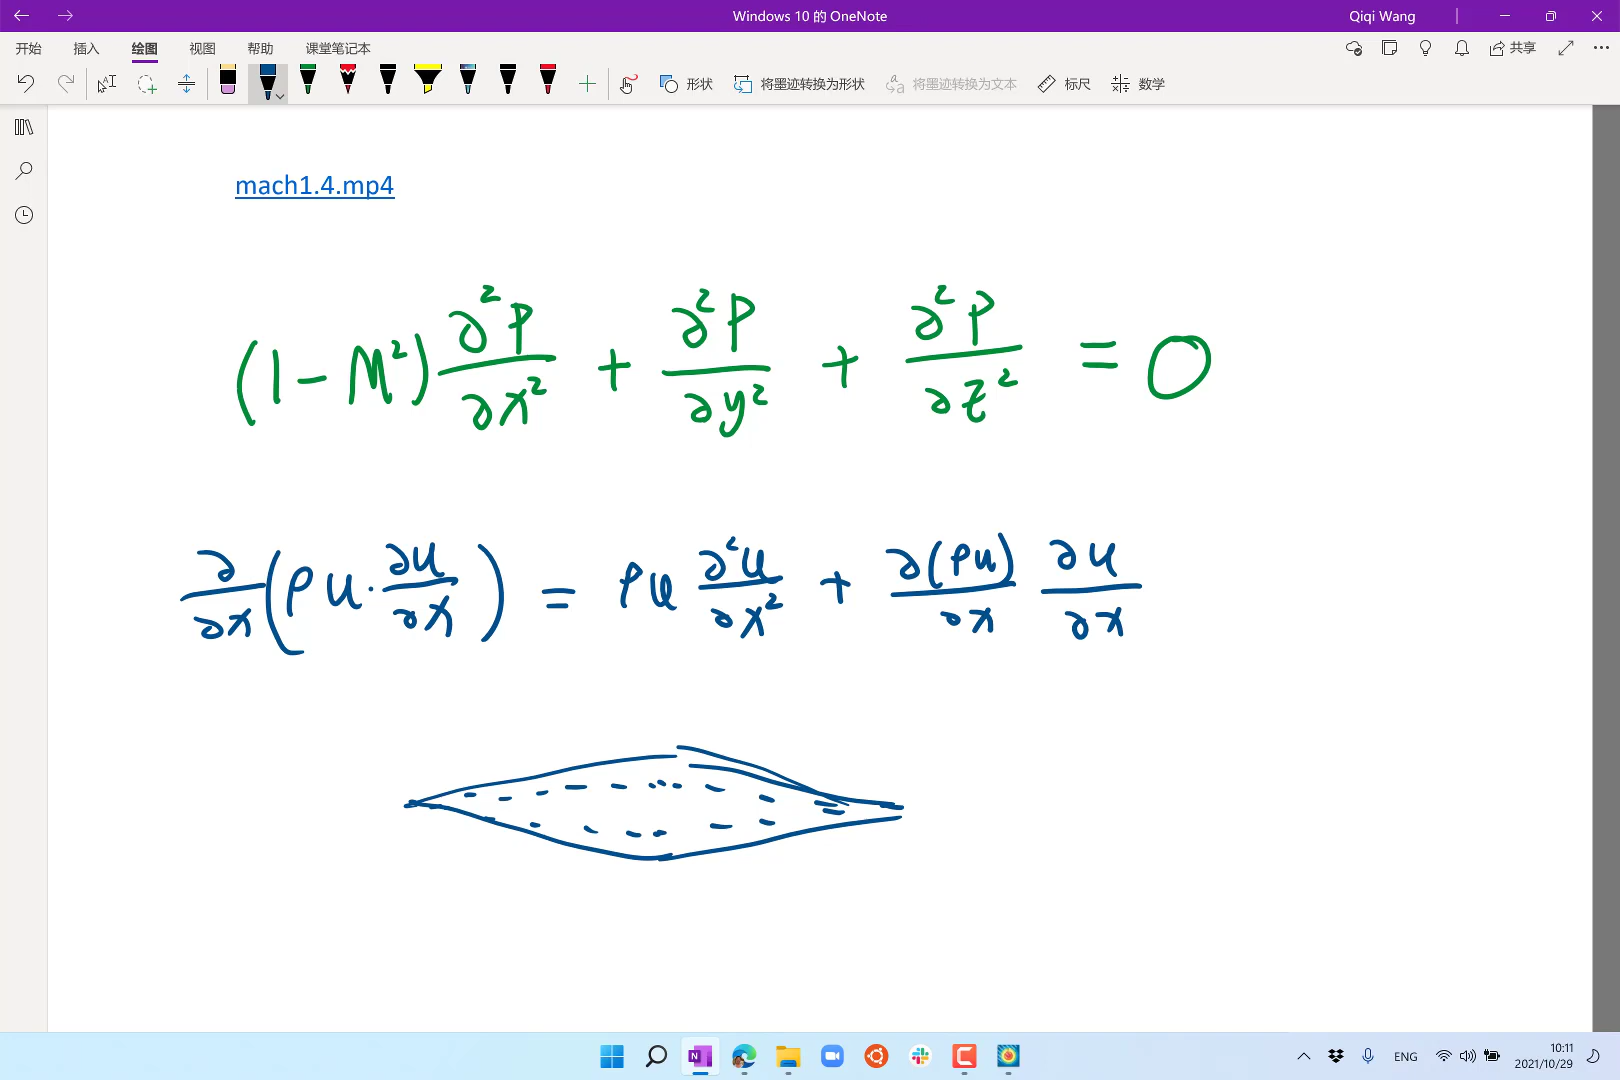 Windows 10 的 OneNote
Qiqi Wang
开始 插入 绘图 视图 帮助 课堂笔记本
共享
形状 将墨迹转换为形状 将墨迹转换为文本 标尺 数学
mach1.4.mp4
(1-M²) ∂²P/∂x² + ∂²P/∂y² + ∂²P/∂z² = 0
∂/∂x (ρu · ∂u/∂x) = ρu ∂²u/∂x² + ∂(ρu)/∂x ∂u/∂x
ENG
10:11
2021/10/29